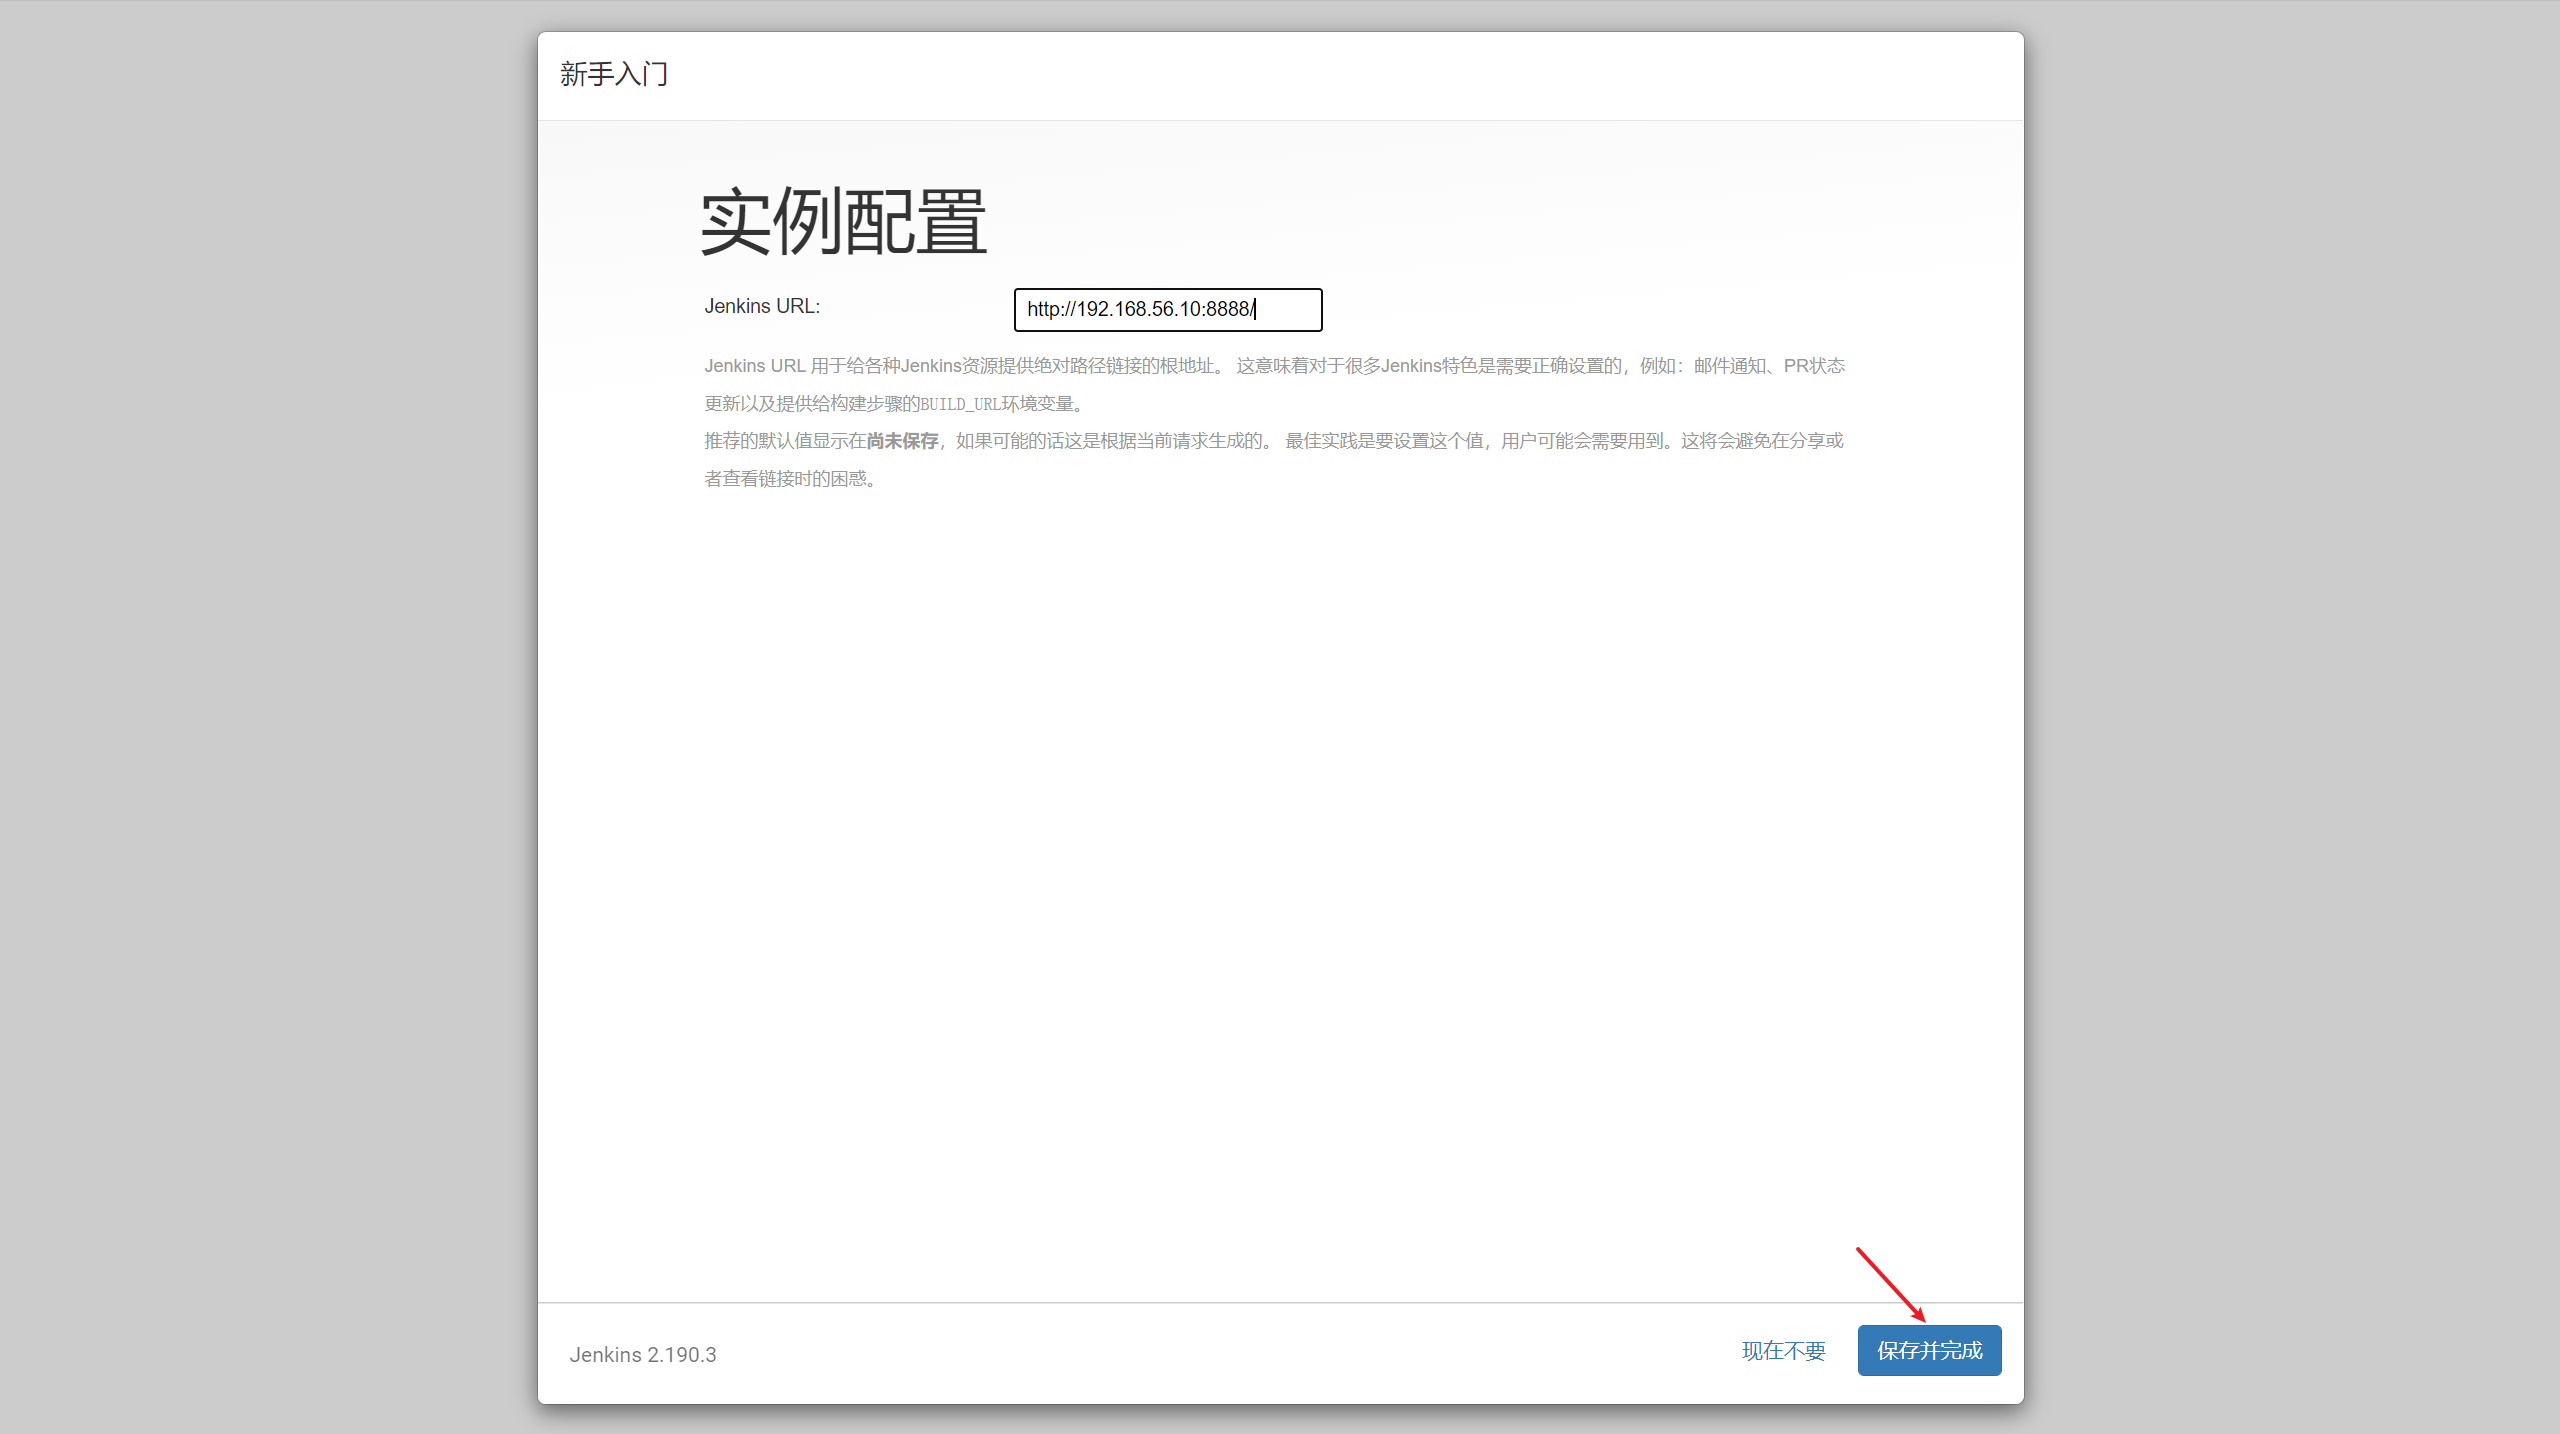 新手入门
实例配置
Jenkins URL: http://192.168.56.10:8888/
Jenkins URL 用于给各种Jenkins资源提供绝对路径链接的根地址。 这意味着对于很多Jenkins特色是需要正确设置的，例如：邮件通知、PR状态
更新以及提供给构建步骤的BUILD_URL环境变量。
推荐的默认值显示在尚未保存，如果可能的话这是根据当前请求生成的。 最佳实践是要设置这个值，用户可能会需要用到。这将会避免在分享或
者查看链接时的困惑。
Jenkins 2.190.3 现在不要 保存并完成